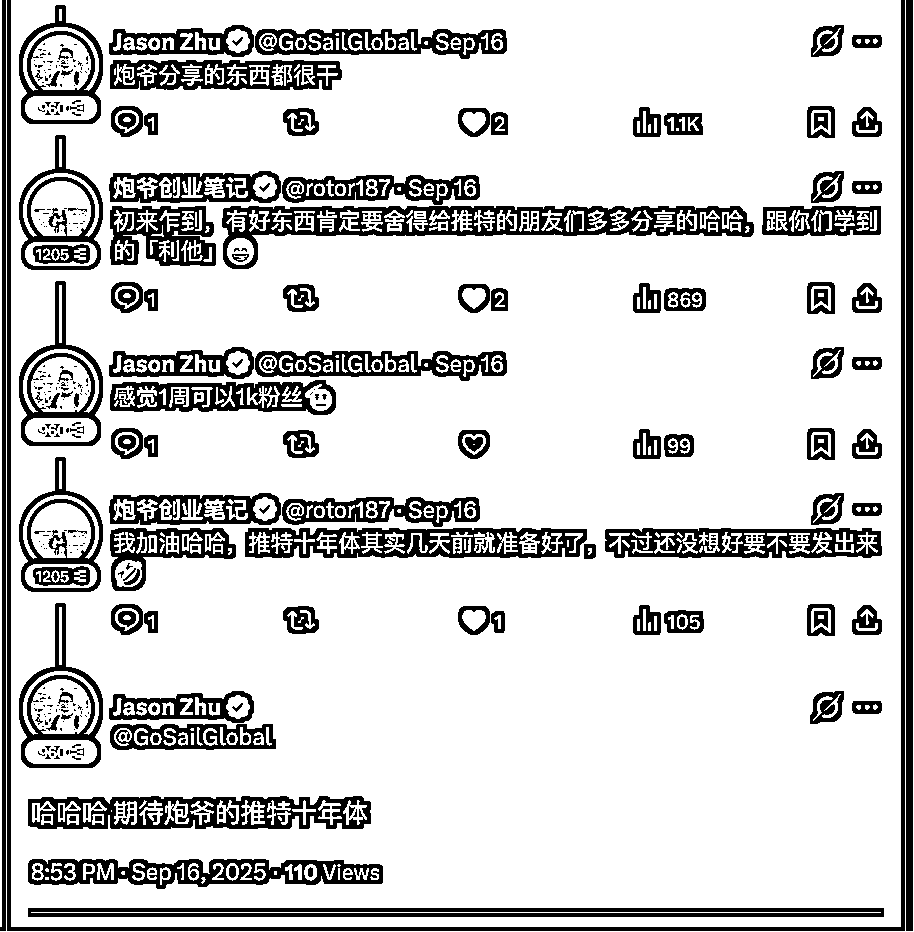 Jason Zhu @GoSailGlobal · Sep 16
炮爷分享的东西都很干
960
1 2 1.1K
炮爷创业笔记 @rotor187 · Sep 16
初来乍到，有好东西肯定要舍得给推特的朋友们多多分享的哈哈，跟你们学到
的「利他」😄
1205
1 2 869
Jason Zhu @GoSailGlobal · Sep 16
感觉1周可以1k粉丝
960
1 99
炮爷创业笔记 @rotor187 · Sep 16
我加油哈哈，推特十年体其实几天前就准备好了，不过还没想好要不要发出来
🤣
1205
1 1 105
Jason Zhu
@GoSailGlobal
960
哈哈哈 期待炮爷的推特十年体
8:53 PM · Sep 16, 2025 · 110 Views